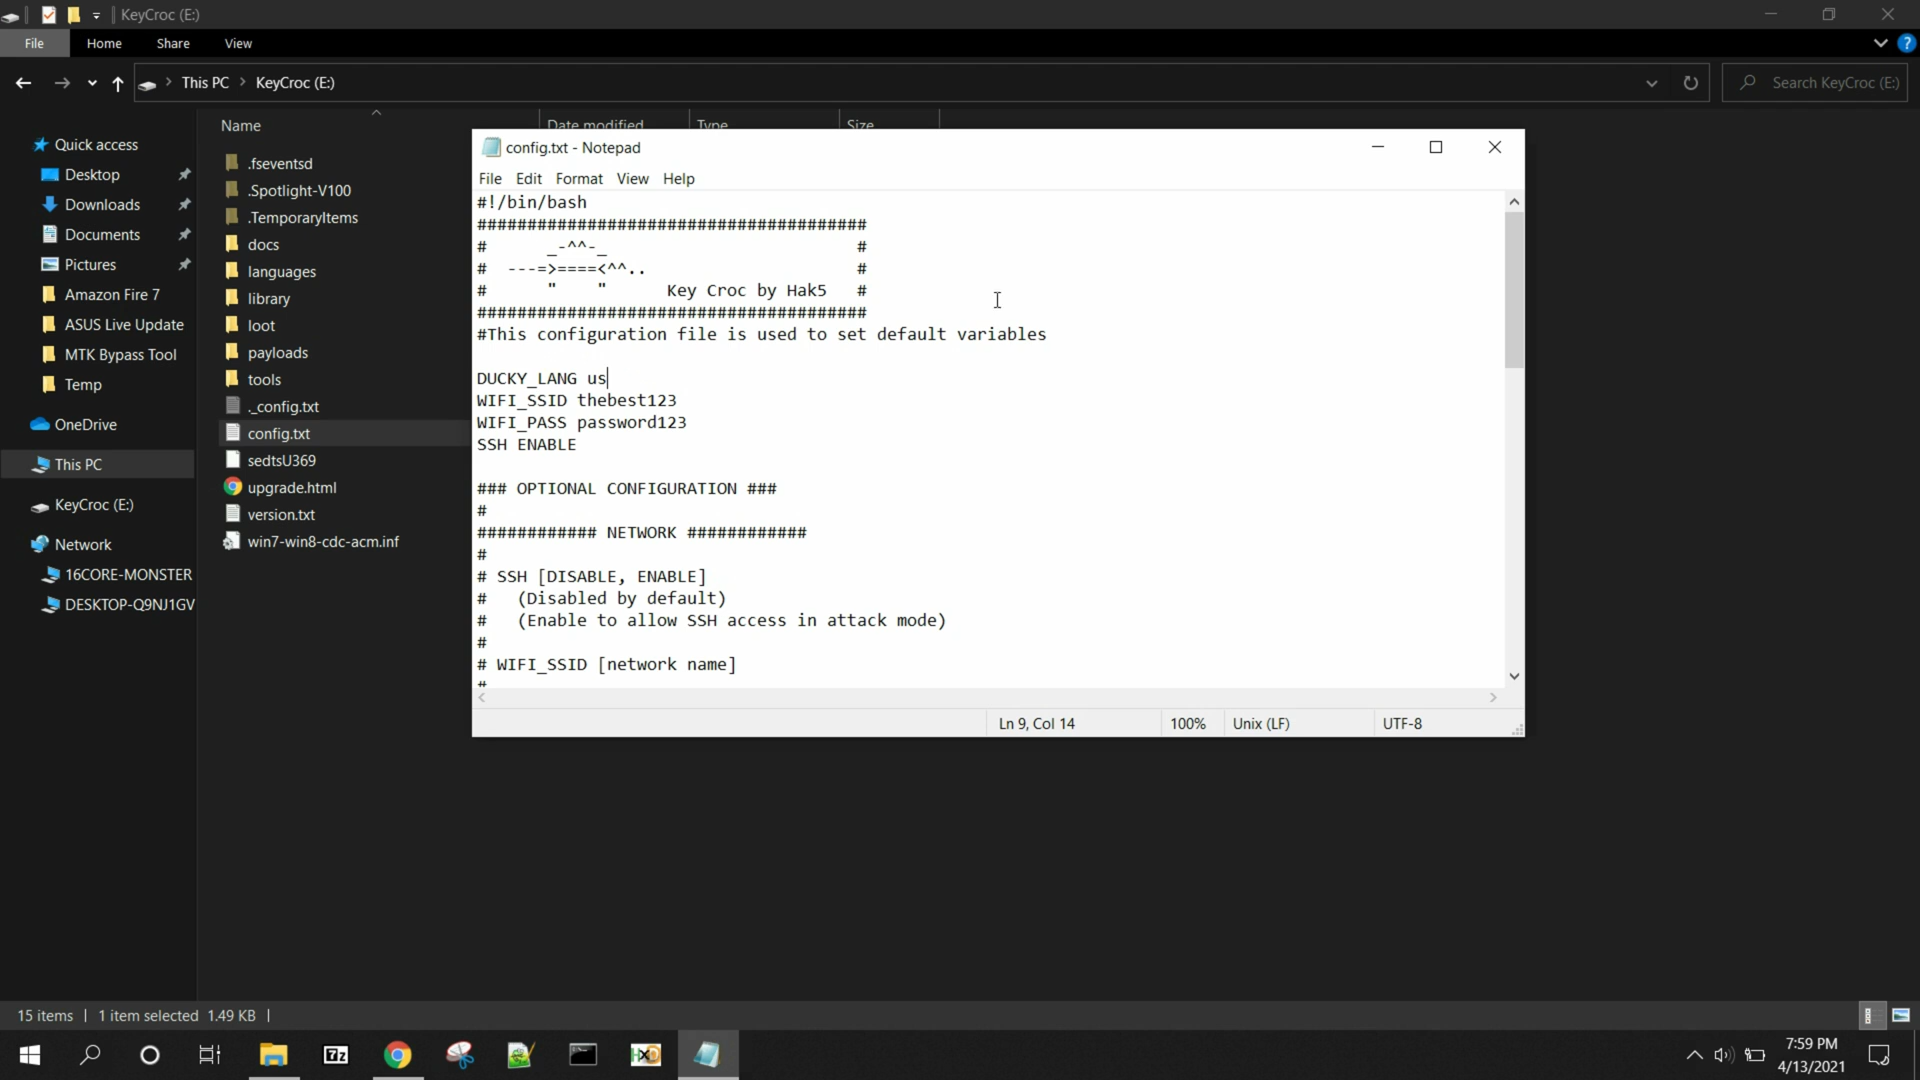 KeyCroc (E:)
File Home Share View
This PC > KeyCroc (E:)
Search KeyCroc (E:)
Name Date modified Type Size
Quick access
Desktop
Downloads
Documents
Pictures
Amazon Fire 7
ASUS Live Update
MTK Bypass Tool
Temp
OneDrive
This PC
KeyCroc (E:)
Network
16CORE-MONSTER
DESKTOP-Q9NJ1GV
.fseventsd
.Spotlight-V100
.TemporaryItems
docs
languages
library
loot
payloads
tools
._config.txt
config.txt
sedtsU369
upgrade.html
version.txt
win7-win8-cdc-acm.inf
config.txt - Notepad
File Edit Format View Help
#!/bin/bash
#######################################
#      _-^^-_                          #
#  ---=>====<^^..                     #
#      "    "      Key Croc by Hak5   #
#######################################
#This configuration file is used to set default variables
DUCKY_LANG us
WIFI_SSID thebest123
WIFI_PASS password123
SSH ENABLE
### OPTIONAL CONFIGURATION ###
#
############ NETWORK ############
#
# SSH [DISABLE, ENABLE]
#   (Disabled by default)
#   (Enable to allow SSH access in attack mode)
#
# WIFI_SSID [network name]
#
Ln 9, Col 14 100% Unix (LF) UTF-8
15 items | 1 item selected 1.49 KB |
7z
HxD
7:59 PM
4/13/2021